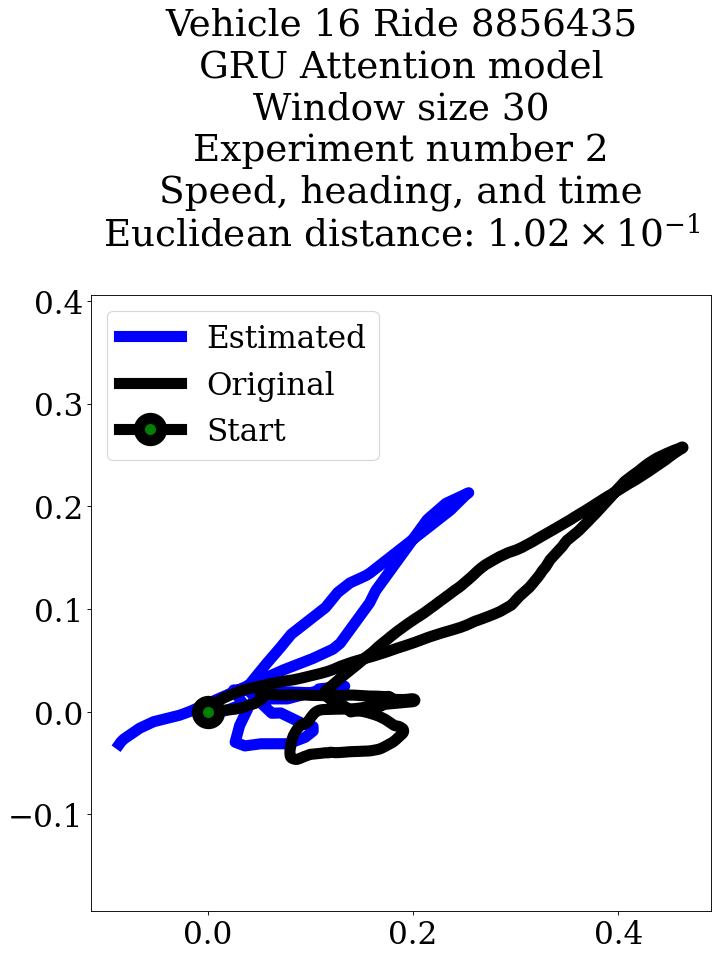 Vehicle 16 Ride 8856435
GRU Attention model
Window size 30
Experiment number 2
Speed, heading, and time
Euclidean distance: 1.02 × 10⁻¹
Estimated
Original
Start
0.4
0.3
0.2
0.1
0.0
−0.1
0.0 0.2 0.4